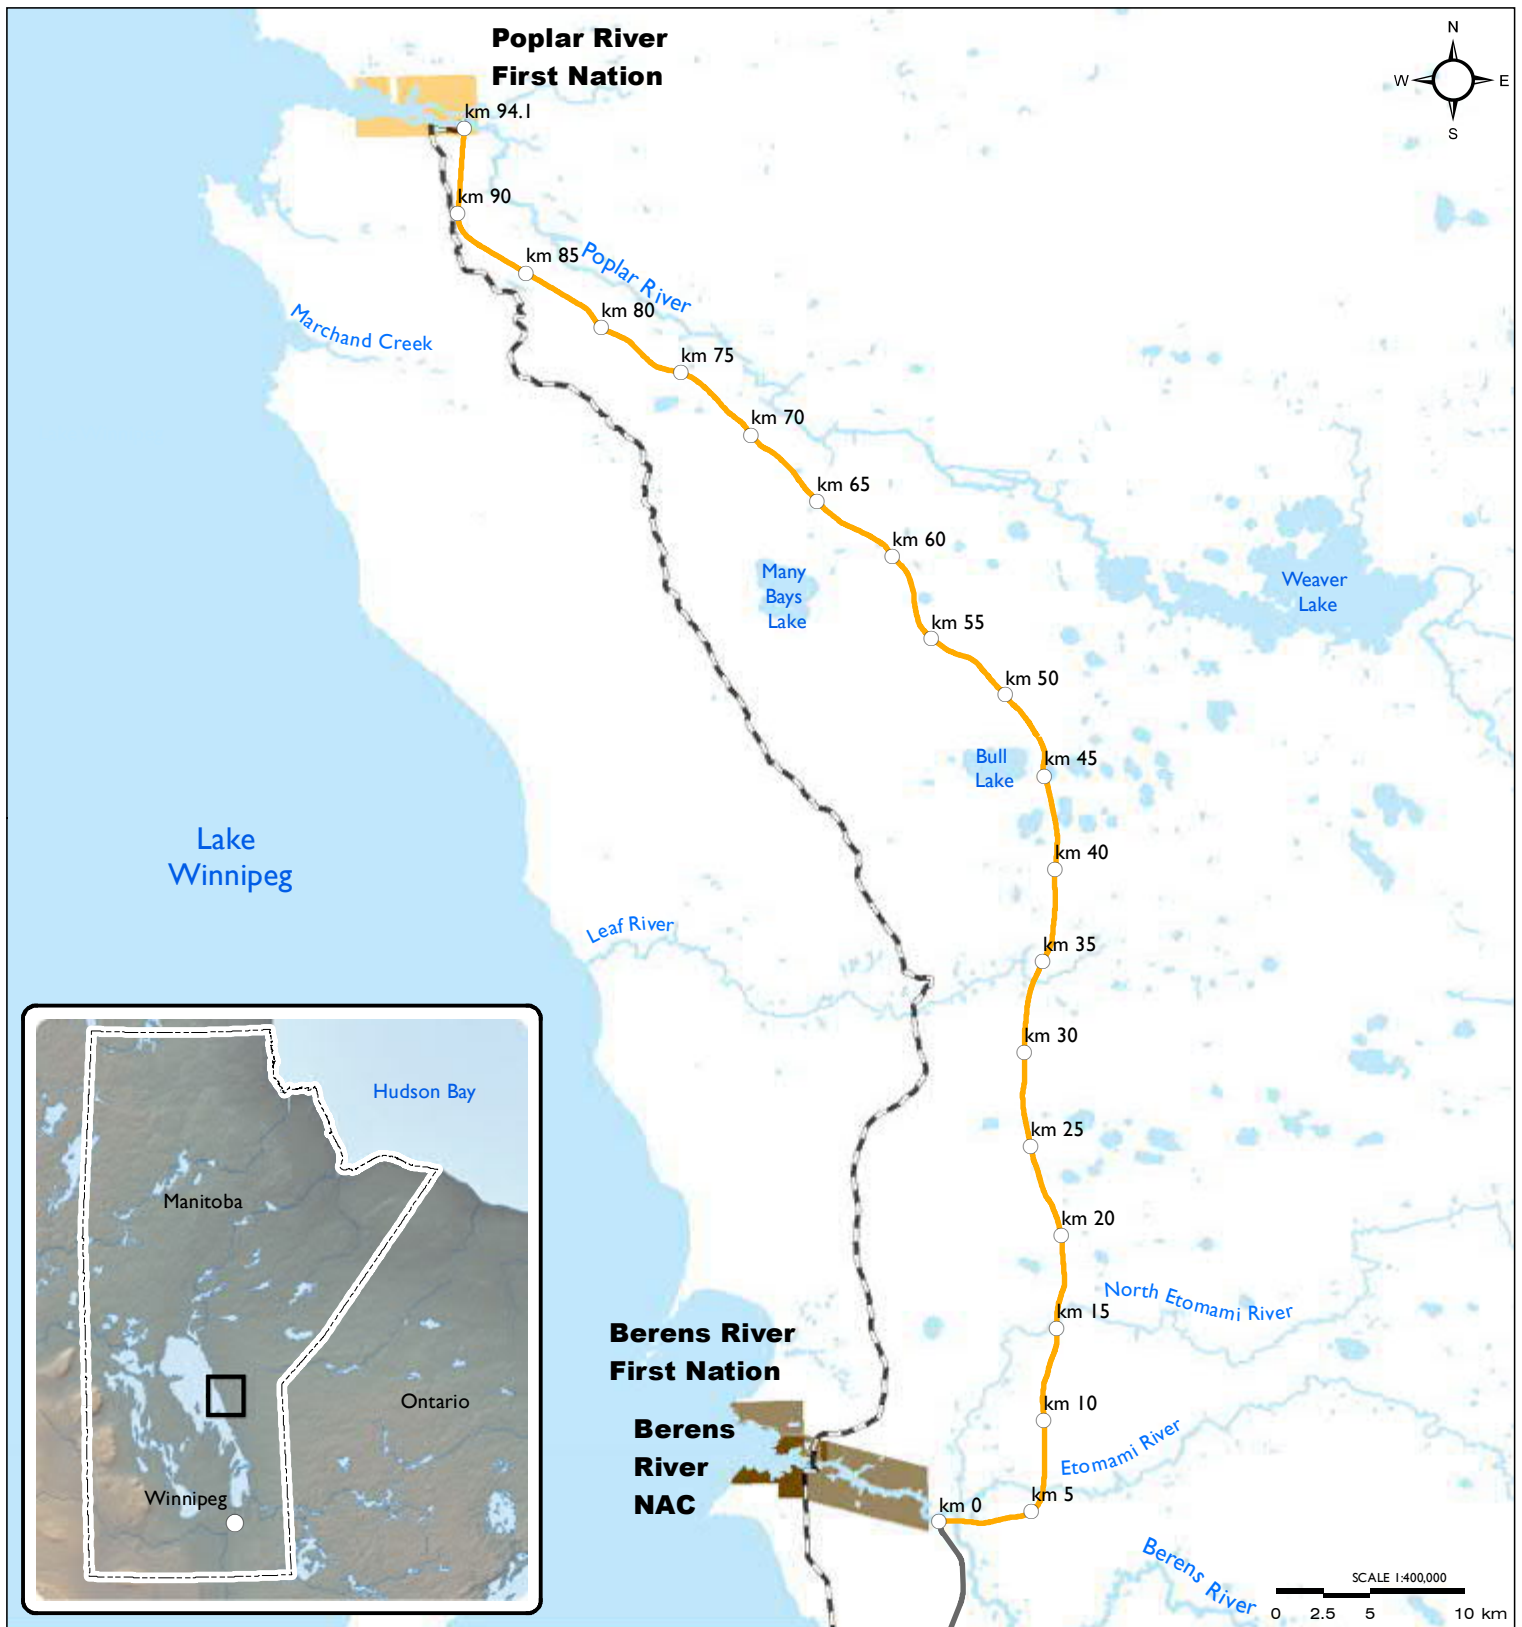 Poplar River
First Nation
N
W
E
S
km 94.1
km 90
km 85
Poplar River
km 80
Marchand Creek
km 75
km 70
km 65
km 60
Many
Bays
Lake
Weaver
Lake
km 55
km 50
Bull
Lake
km 45
Lake
Winnipeg
km 40
Leaf River
km 35
km 30
Hudson Bay
km 25
Manitoba
km 20
North Etomami River
km 15
Berens River
First Nation
Ontario
km 10
Berens
River
NAC
Etomami River
Winnipeg
km 5
km 0
Berens River
SCALE 1:400,000
0 2.5 5 10 km